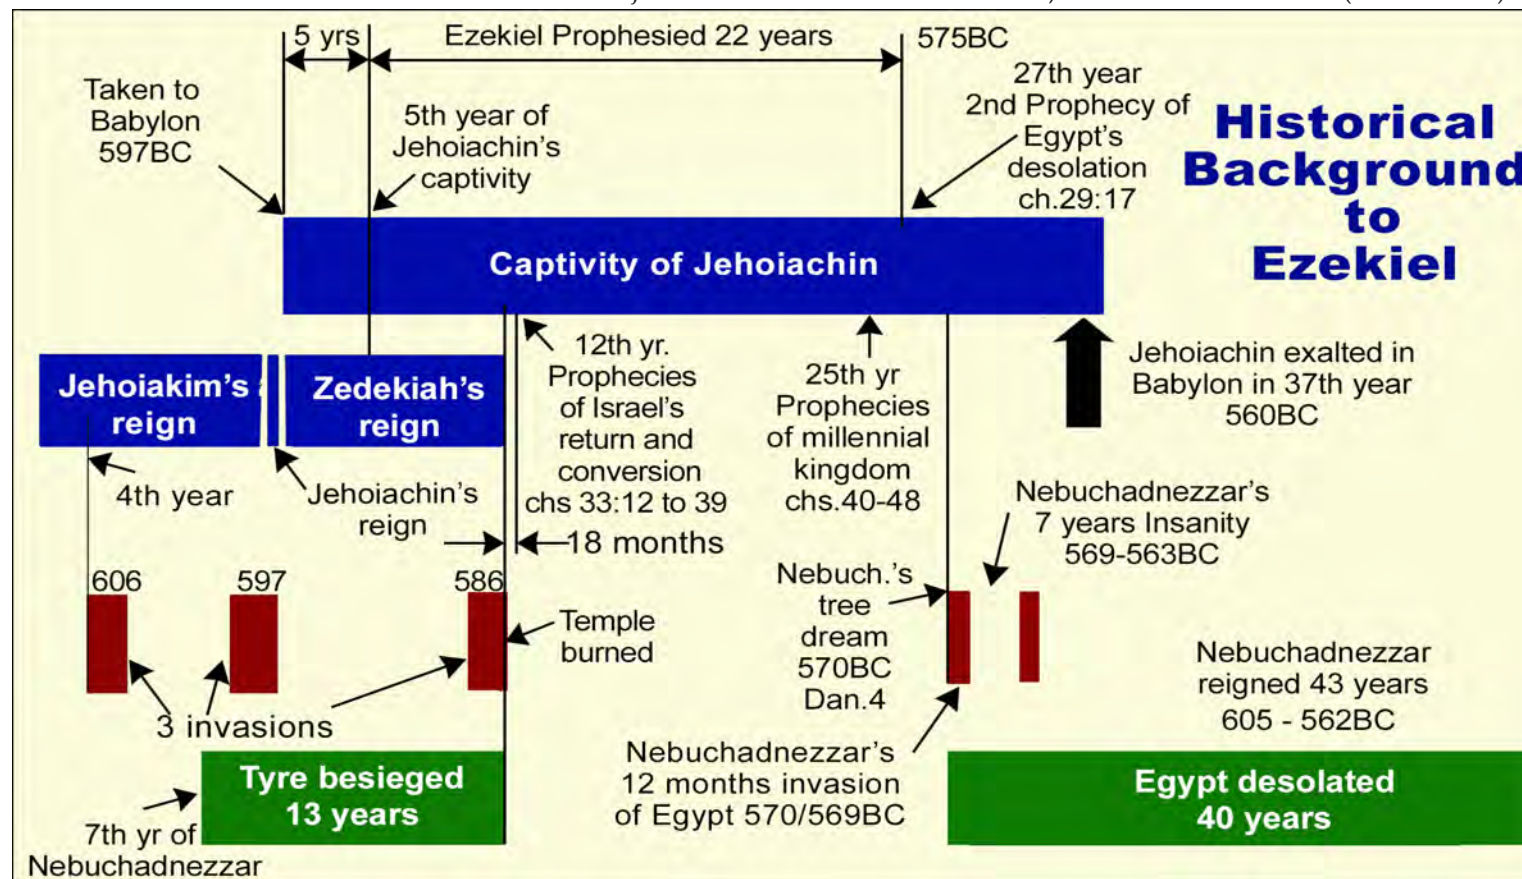 5 yrs
Ezekiel Prophesied 22 years
575BC
Taken to
Babylon
597BC
5th year of
Jehoiachin's
captivity
27th year
2nd Prophecy of
Egypt's
desolation
ch.29:17
Historical
Background
to
Ezekiel
Captivity of Jehoiachin
Jehoiakim's
reign
Zedekiah's
reign
12th yr.
Prophecies
of Israel's
return and
conversion
chs 33:12 to 39
25th yr
Prophecies
of millennial
kingdom
chs.40-48
Jehoiachin exalted in
Babylon in 37th year
560BC
4th year
Jehoiachin's
reign
18 months
Nebuchadnezzar's
7 years Insanity
569-563BC
606
597
586
Temple
burned
Nebuch.'s
tree
dream
570BC
Dan.4
Nebuchadnezzar
reigned 43 years
605 - 562BC
3 invasions
Nebuchadnezzar's
12 months invasion
of Egypt 570/569BC
Tyre besieged
13 years
Egypt desolated
40 years
7th yr of
Nebuchadnezzar